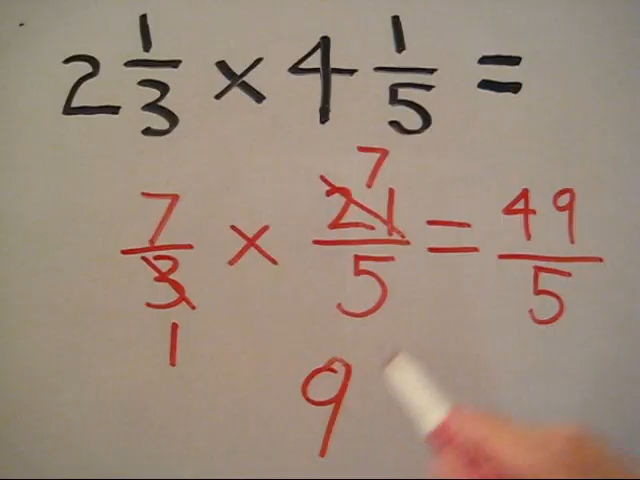 2 1/3 × 4 1/5 =
7/3 × 21/5 = 49/5
7
1
9